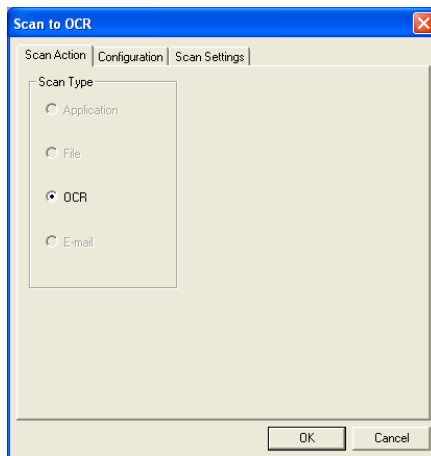 Scan to OCR
Scan Action Configuration Scan Settings
Scan Type
Application
File
OCR
E-mail
OK Cancel